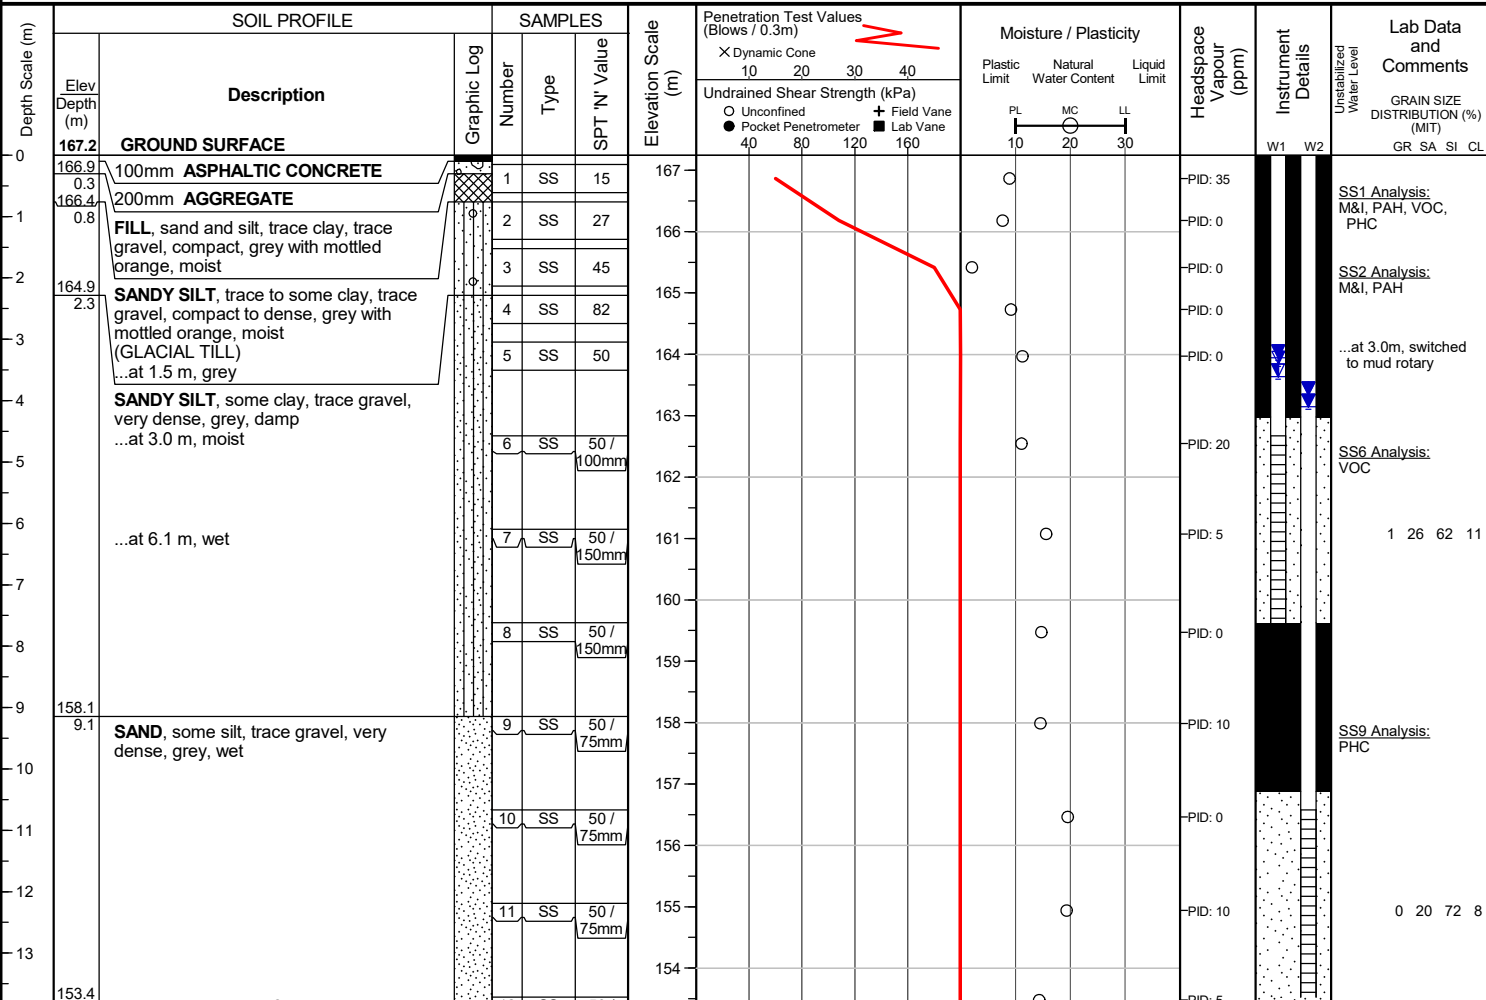 SOIL PROFILE
SAMPLES
Depth Scale (m)
Elev
Depth
(m)
Description
Graphic Log
Number
Type
SPT 'N' Value
Elevation Scale
(m)
Penetration Test Values
(Blows / 0.3m)
X Dynamic Cone
10 20 30 40
Undrained Shear Strength (kPa)
Unconfined
Field Vane
Pocket Penetrometer
Lab Vane
40 80 120 160
Moisture / Plasticity
Plastic
Limit
Natural
Water Content
Liquid
Limit
PL MC LL
10 20 30
Headspace
Vapour
(ppm)
Instrument
Details
W1 W2
Unstabilized
Water Level
Lab Data
and
Comments
GRAIN SIZE
DISTRIBUTION (%)
(MIT)
GR SA SI CL
167.2 GROUND SURFACE
166.9
0.3
100mm ASPHALTIC CONCRETE
200mm AGGREGATE
166.4
0.8
FILL, sand and silt, trace clay, trace
gravel, compact, grey with mottled
orange, moist
164.9
2.3
SANDY SILT, trace to some clay, trace
gravel, compact to dense, grey with
mottled orange, moist
(GLACIAL TILL)
...at 1.5 m, grey
SANDY SILT, some clay, trace gravel,
very dense, grey, damp
...at 3.0 m, moist
...at 6.1 m, wet
158.1
9.1
SAND, some silt, trace gravel, very
dense, grey, wet
153.4
0
1
2
3
4
5
6
7
8
9
10
11
12
13
1 SS 15
2 SS 27
3 SS 45
4 SS 82
5 SS 50
6 SS 50 /
100mm
7 SS 50 /
150mm
8 SS 50 /
150mm
9 SS 50 /
75mm
10 SS 50 /
75mm
11 SS 50 /
75mm
167
166
165
164
163
162
161
160
159
158
157
156
155
154
PID: 35
PID: 0
PID: 0
PID: 0
PID: 0
PID: 20
PID: 5
PID: 0
PID: 10
PID: 0
PID: 10
PID: 5
SS1 Analysis:
M&I, PAH, VOC,
PHC
SS2 Analysis:
M&I, PAH
...at 3.0m, switched
to mud rotary
SS6 Analysis:
VOC
1 26 62 11
SS9 Analysis:
PHC
0 20 72 8